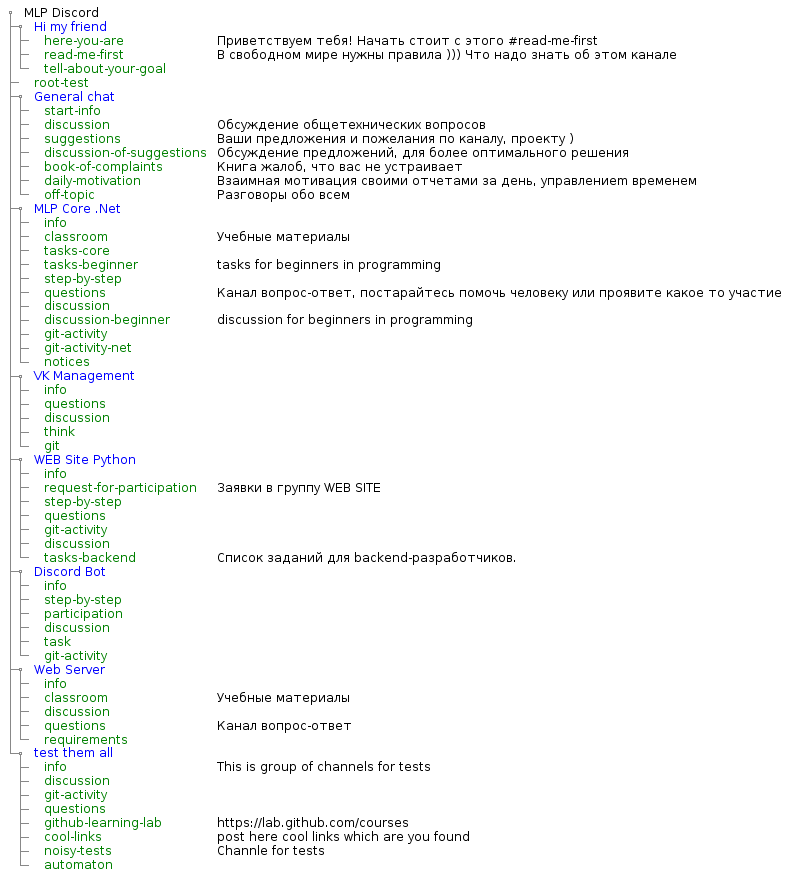 MLP Discord
Hi my friend
here-you-are Приветствуем тебя! Начать стоит с этого #read-me-first
read-me-first В свободном мире нужны правила ))) Что надо знать об этом канале
tell-about-your-goal
root-test
General chat
start-info
discussion Обсуждение общетехнических вопросов
suggestions Ваши предложения и пожелания по каналу, проекту )
discussion-of-suggestions Обсуждение предложений, для более оптимального решения
book-of-complaints Книга жалоб, что вас не устраивает
daily-motivation Взаимная мотивация своими отчетами за день, управлениеm временем
off-topic Разговоры обо всем
MLP Core .Net
info
classroom Учебные материалы
tasks-core
tasks-beginner tasks for beginners in programming
step-by-step
questions Канал вопрос-ответ, постарайтесь помочь человеку или проявите какое то участие
discussion
discussion-beginner discussion for beginners in programming
git-activity
git-activity-net
notices
VK Management
info
questions
discussion
think
git
WEB Site Python
info
request-for-participation Заявки в группу WEB SITE
step-by-step
questions
git-activity
discussion
tasks-backend Список заданий для backend-разработчиков.
Discord Bot
info
step-by-step
participation
discussion
task
git-activity
Web Server
info
classroom Учебные материалы
discussion
questions Канал вопрос-ответ
requirements
test them all
info This is group of channels for tests
discussion
git-activity
questions
github-learning-lab https://lab.github.com/courses
cool-links post here cool links which are you found
noisy-tests Channle for tests
automaton